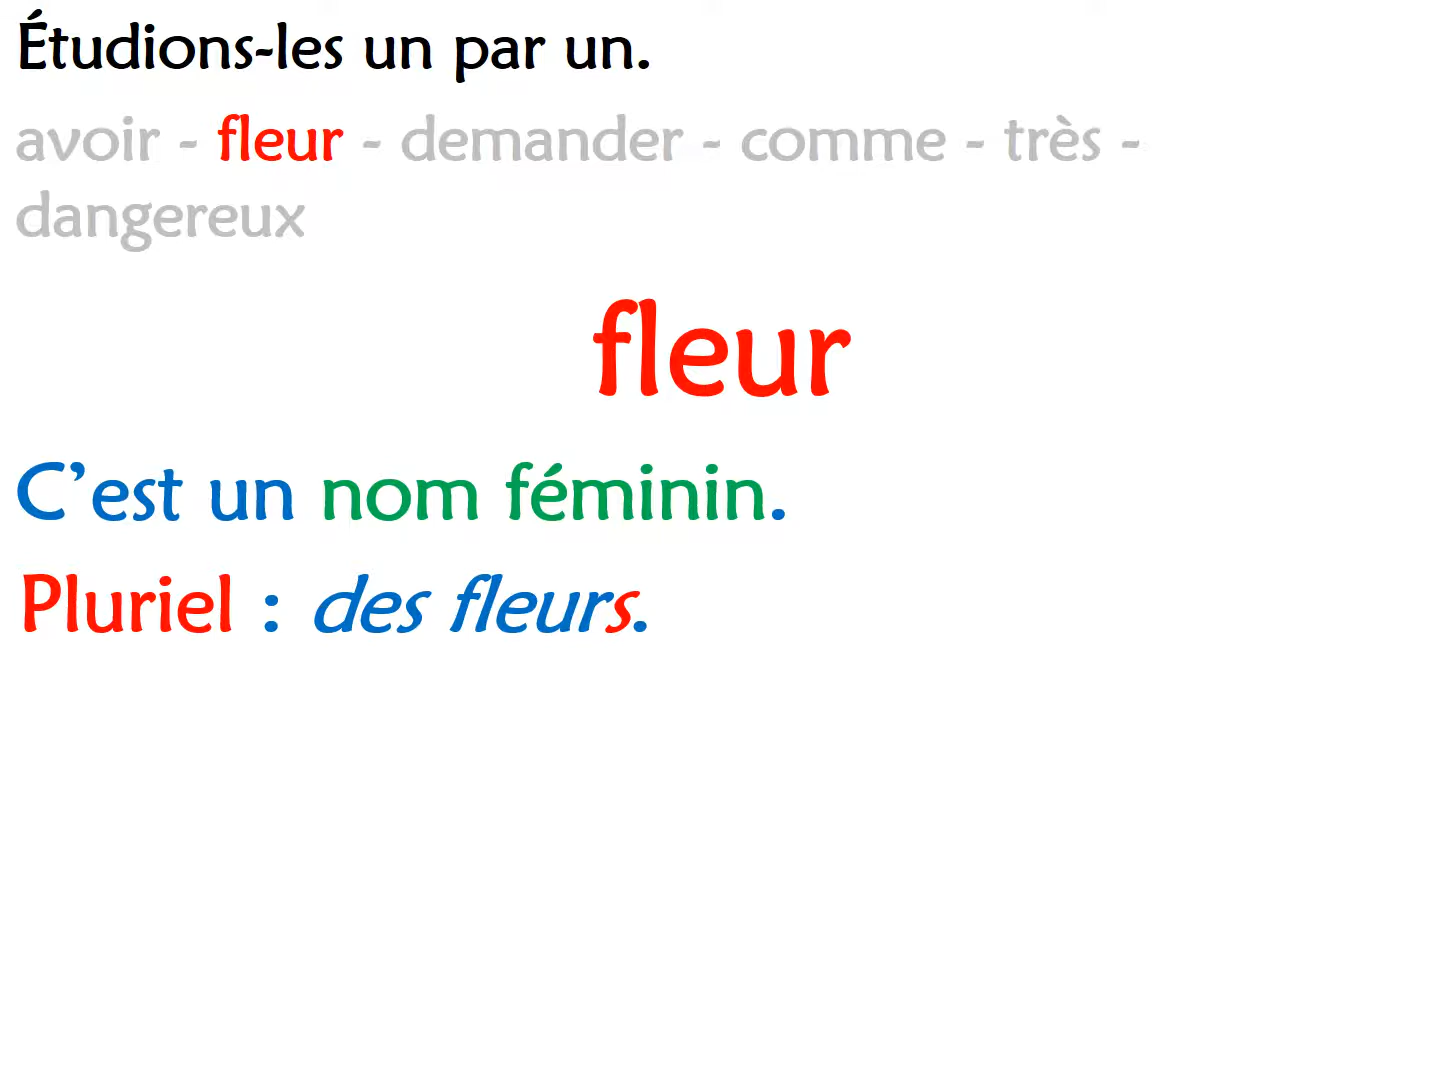 Étudions-les un par un.
avoir - fleur - demander - comme - très -
dangereux
fleur
C’est un nom féminin.
Pluriel : des fleurs.